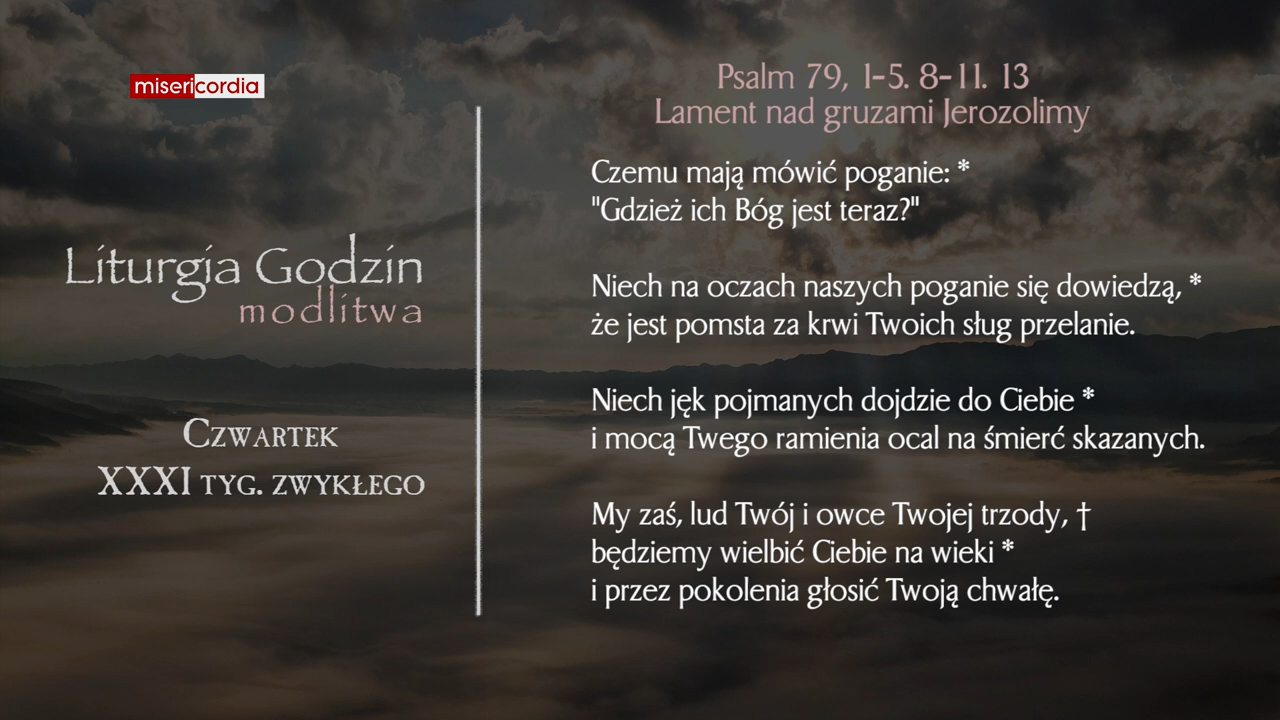 misericordia
Liturgia Godzin
modlitwa
Czwartek
XXXI tyg. zwykłego
Psalm 79, 1-5. 8-11. 13
Lament nad gruzami Jerozolimy
Czemu mają mówić poganie: *
"Gdzież ich Bóg jest teraz?"
Niech na oczach naszych poganie się dowiedzą, *
że jest pomsta za krwi Twoich sług przelanie.
Niech jęk pojmanych dojdzie do Ciebie *
i mocą Twego ramienia ocal na śmierć skazanych.
My zaś, lud Twój i owce Twojej trzody, †
będziemy wielbić Ciebie na wieki *
i przez pokolenia głosić Twoją chwałę.